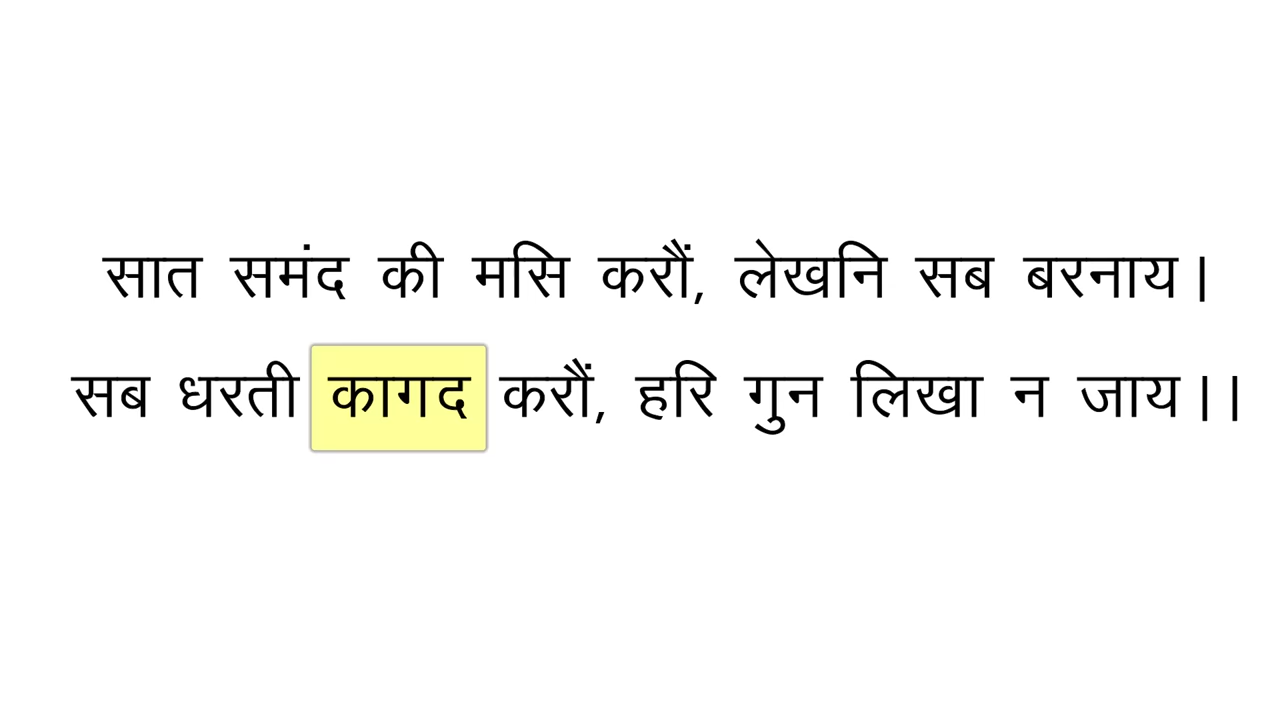 सात समंद की मसि करौं, लेखनि सब बरनाय।
सब धरती कागद करौं, हरि गुन लिखा न जाय।।